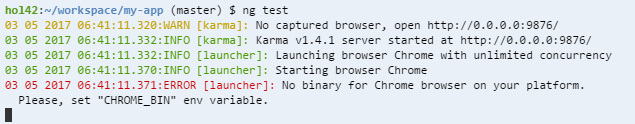 ho142:~/workspace/my-app (master) $ ng test
03 05 2017 06:41:11.320:WARN [karma]: No captured browser, open http://0.0.0.0:9876/
03 05 2017 06:41:11.332:INFO [karma]: Karma v1.4.1 server started at http://0.0.0.0:9876/
03 05 2017 06:41:11.332:INFO [launcher]: Launching browser Chrome with unlimited concurrency
03 05 2017 06:41:11.370:INFO [launcher]: Starting browser Chrome
03 05 2017 06:41:11.371:ERROR [launcher]: No binary for Chrome browser on your platform.
  Please, set "CHROME_BIN" env variable.